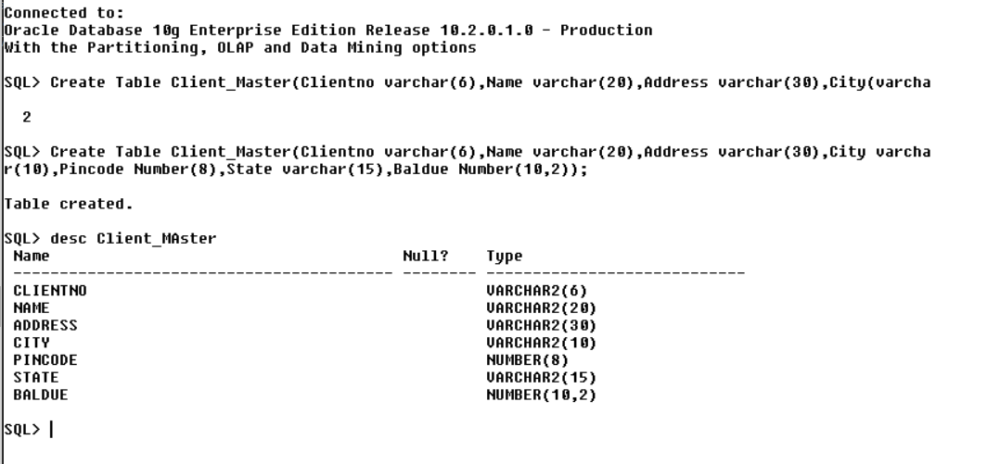 Connected to:
Oracle Database 10g Enterprise Edition Release 10.2.0.1.0 - Production
With the Partitioning, OLAP and Data Mining options
SQL> Create Table Client_Master(Clientno varchar(6),Name varchar(20),Address varchar(30),City(varcha
2
SQL> Create Table Client_Master(Clientno varchar(6),Name varchar(20),Address varchar(30),City varcha
r(10),Pincode Number(8),State varchar(15),Baldue Number(10,2));
Table created.
SQL> desc Client_MAster
Name Null? Type
----------------------------------------- -------- ----------------------------
CLIENTNO VARCHAR2(6)
NAME VARCHAR2(20)
ADDRESS VARCHAR2(30)
CITY VARCHAR2(10)
PINCODE NUMBER(8)
STATE VARCHAR2(15)
BALDUE NUMBER(10,2)
SQL>